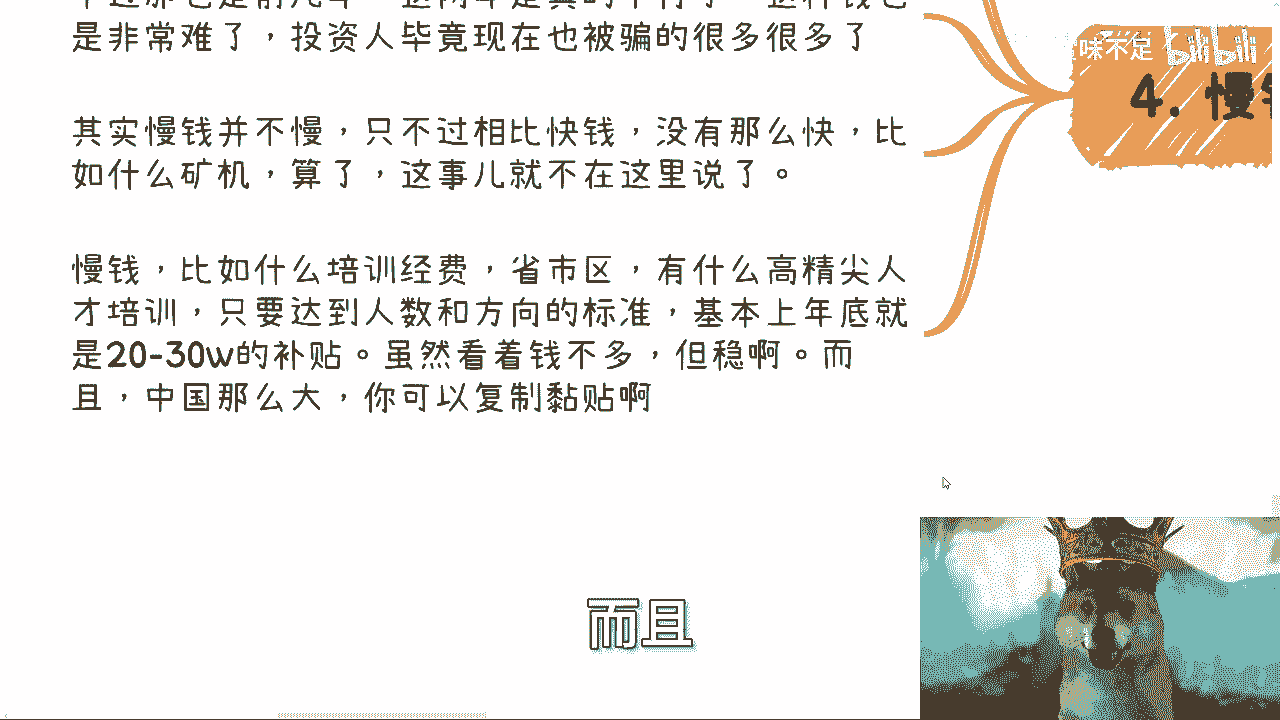 是非常难了，投资人毕竟现在也被骗的很多很多了
其实慢钱并不慢，只不过相比快钱，没有那么快，比
如什么矿机，算了，这事儿就不在这里说了。
慢钱，比如什么培训经费，省市区，有什么高精尖人
才培训，只要达到人数和方向的标准，基本上年底就
是20-30w的补贴。虽然看着钱不多，但稳啊。而
且，中国那么大，你可以复制黏贴啊
味不足 bilibili
4. 慢
而且